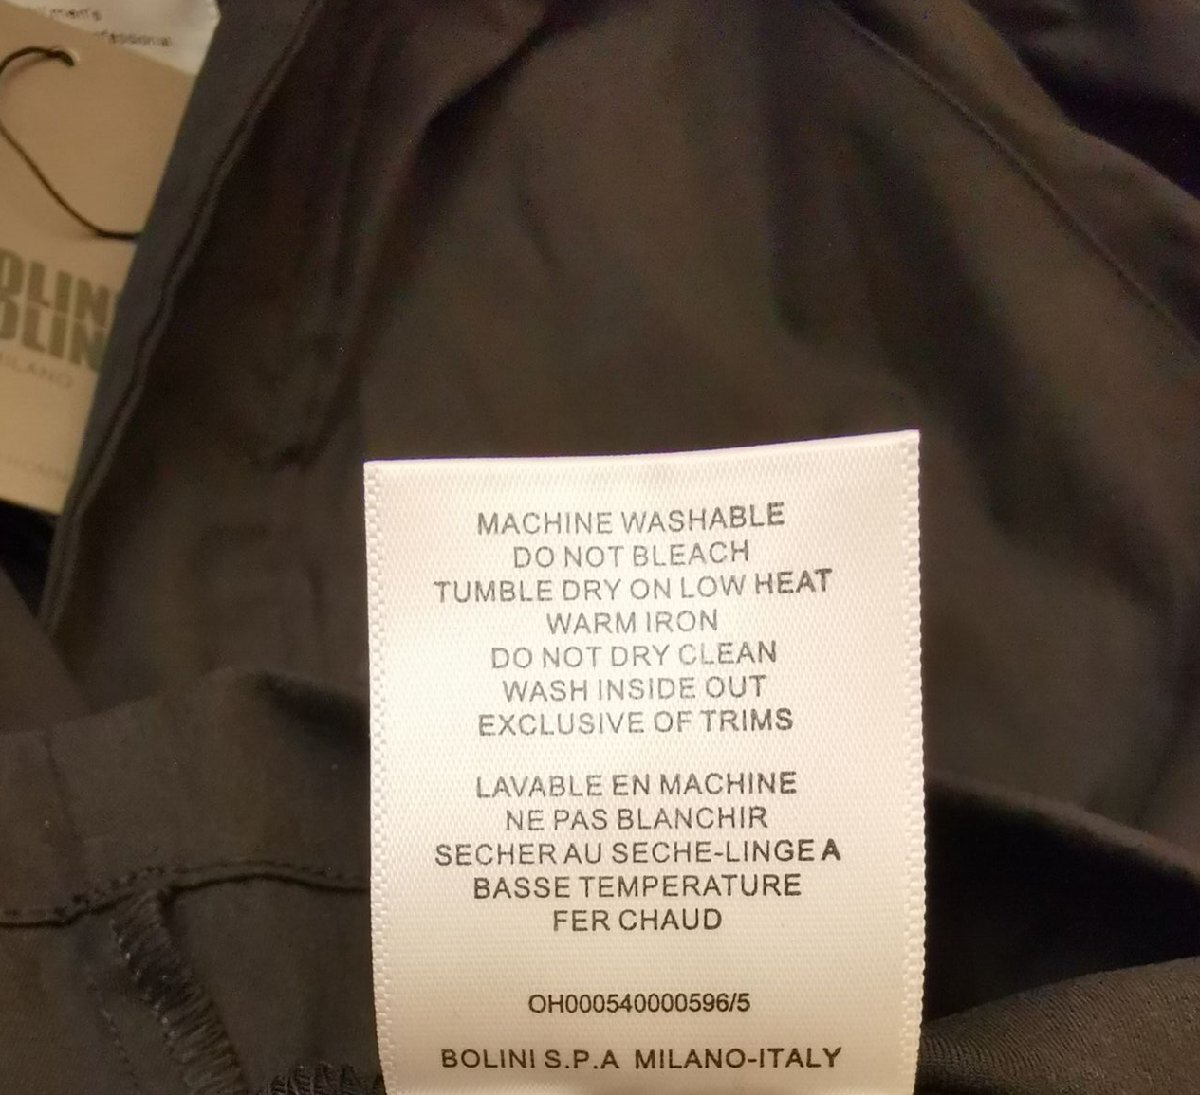 MACHINE WASHABLE
DO NOT BLEACH
TUMBLE DRY ON LOW HEAT
WARM IRON
DO NOT DRY CLEAN
WASH INSIDE OUT
EXCLUSIVE OF TRIMS
LAVABLE EN MACHINE
NE PAS BLANCHIR
SECHER AU SECHE-LINGE A
BASSE TEMPERATURE
FER CHAUD
OH000540000596/5
BOLINI S.P.A MILANO-ITALY